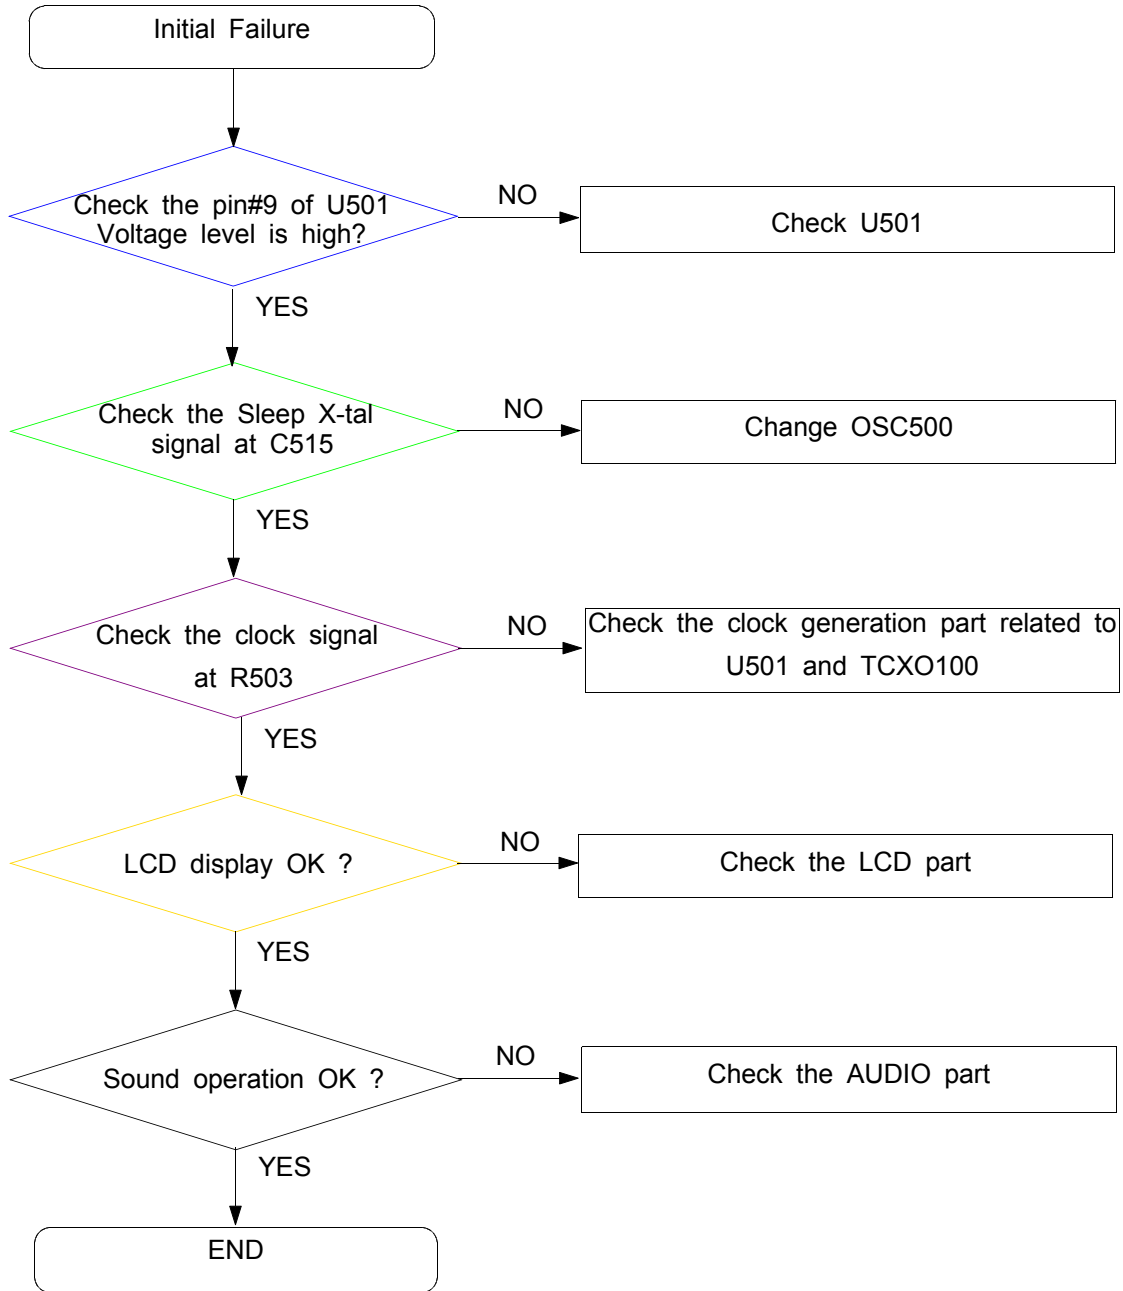 Initial Failure
Check the pin#9 of U501
Voltage level is high?
NO
Check U501
YES
Check the Sleep X-tal
signal at C515
NO
Change OSC500
YES
Check the clock signal
at R503
NO
Check the clock generation part related to
U501 and TCXO100
YES
LCD display OK ?
NO
Check the LCD part
YES
Sound operation OK ?
NO
Check the AUDIO part
YES
END